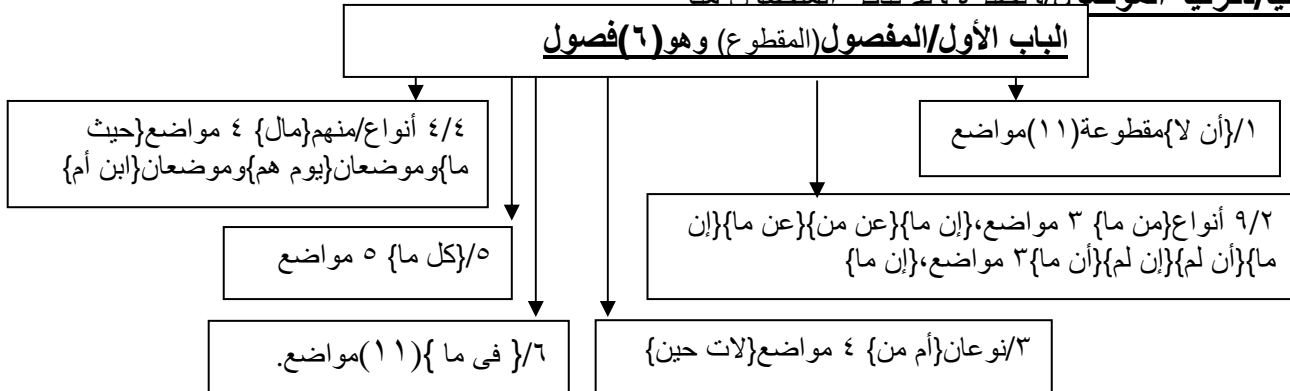 الباب الأول/المفصول(المقطوع) وهو(٦)فصول
١/{أن لا}مقطوعة(١١)مواضع
٩/٢ أنواع{من ما} ٣ مواضع،{إن ما}{عن من}{عن ما}{إن
ما}{أن لم}{إن لم}{أن ما}٣ مواضع،{إن ما}
٣/نوعان{أم من} ٤ مواضع{لات حين}
٤/٤ أنواع/منهم{مال} ٤ مواضع{حيث
ما}وموضعان{يوم هم}وموضعان{ابن أم}
٥/{كل ما} ٥ مواضع
٦/{ فى ما }(١١)مواضع.